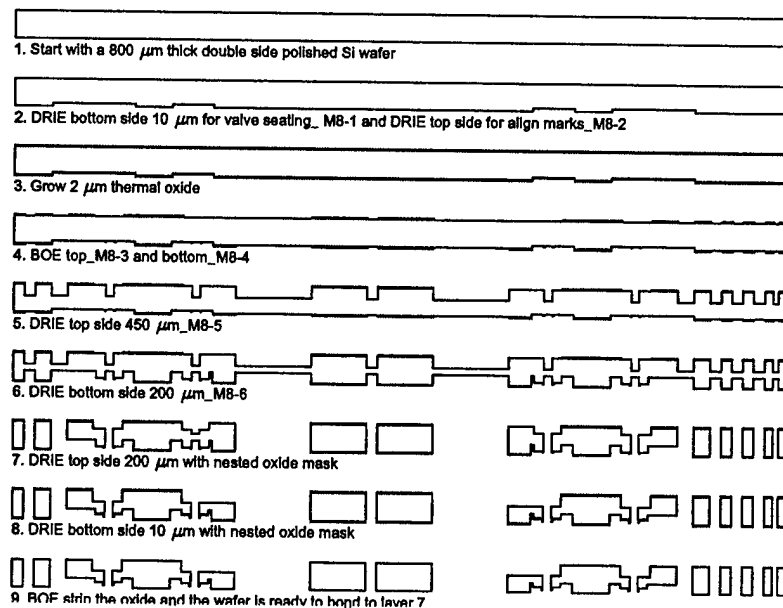 1. Start with a 800 μm thick double side polished Si wafer
2. DRIE bottom side 10 μm for valve seating_ M8-1 and DRIE top side for align marks_M8-2
3. Grow 2 μm thermal oxide
4. BOE top_M8-3 and bottom_M8-4
5. DRIE top side 450 μm_M8-5
6. DRIE bottom side 200 μm_M8-6
7. DRIE top side 200 μm with nested oxide mask
8. DRIE bottom side 10 μm with nested oxide mask
9. BOE strip the oxide and the wafer is ready to bond to layer 7